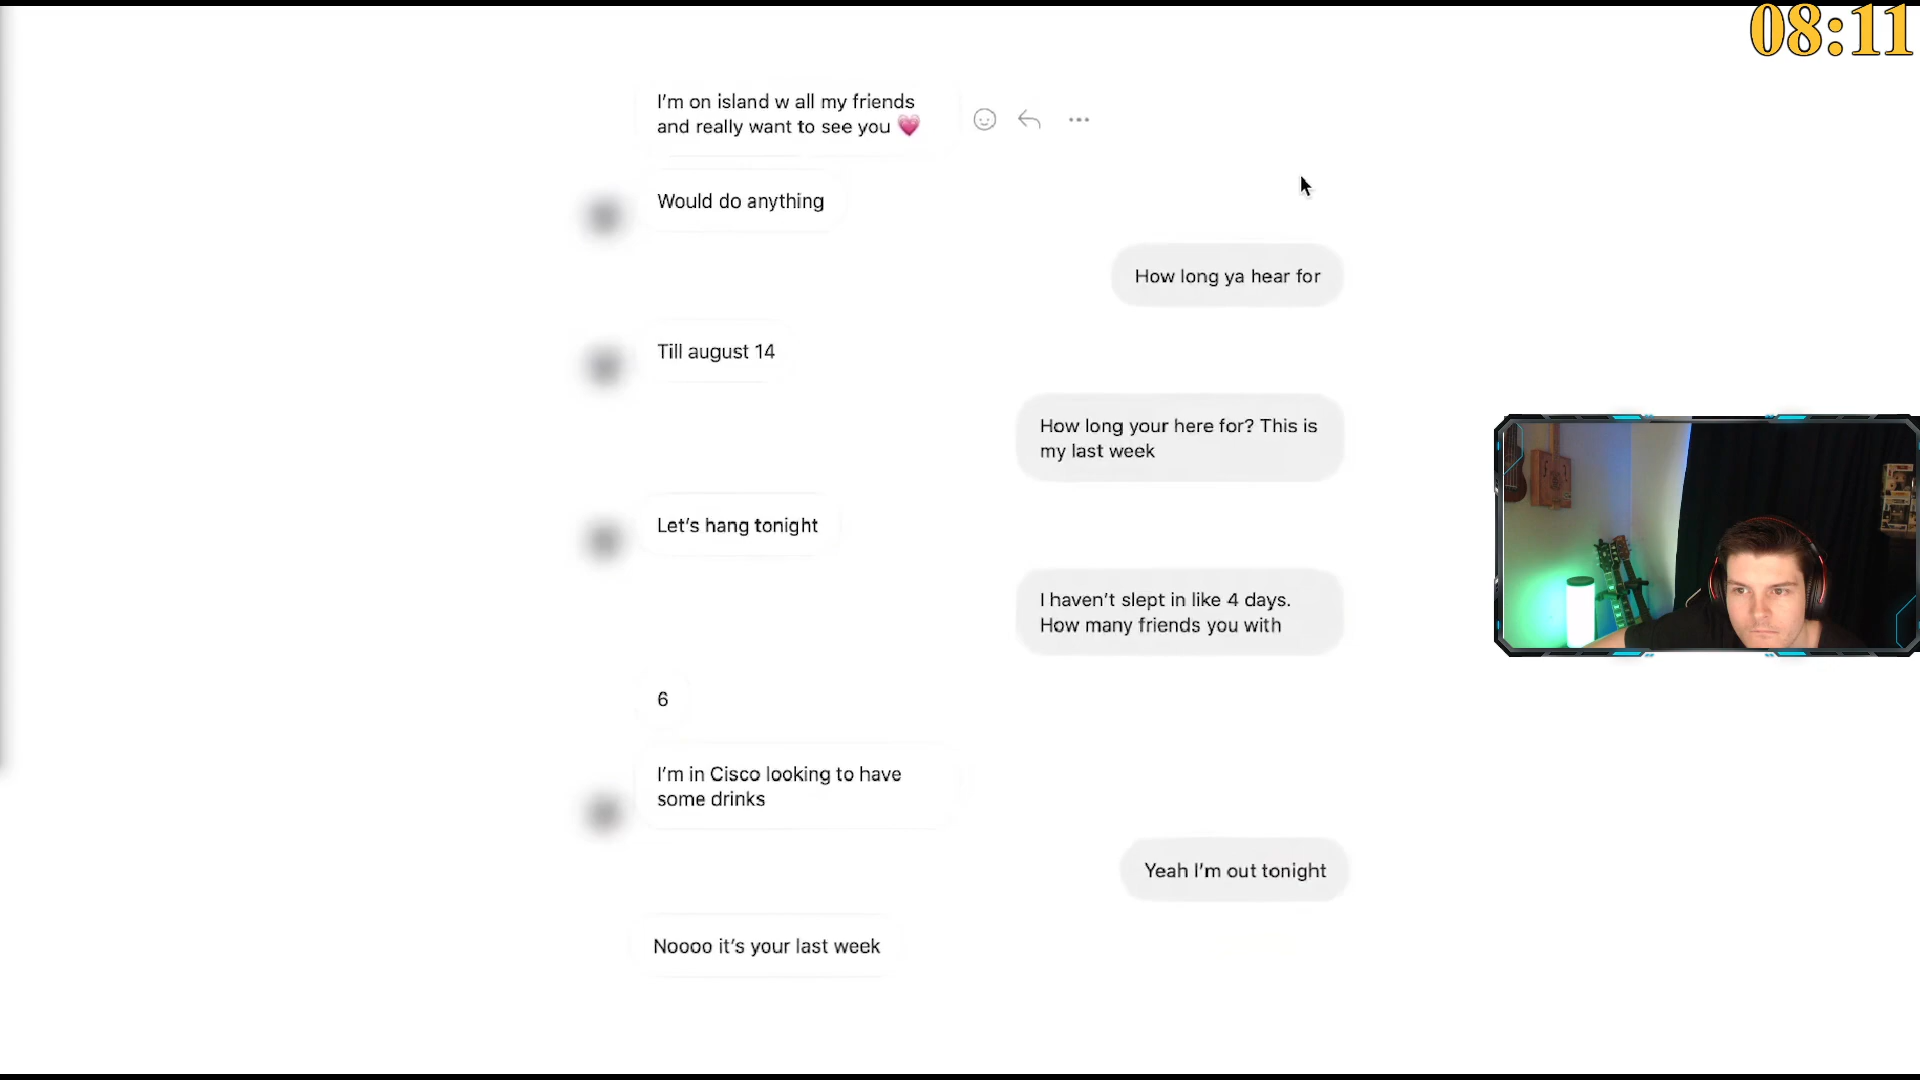 08:11
I'm on island w all my friends
and really want to see you 💗
Would do anything
How long ya hear for
Till august 14
How long your here for? This is
my last week
Let's hang tonight
I haven't slept in like 4 days.
How many friends you with
6
I'm in Cisco looking to have
some drinks
Yeah I'm out tonight
Noooo it's your last week